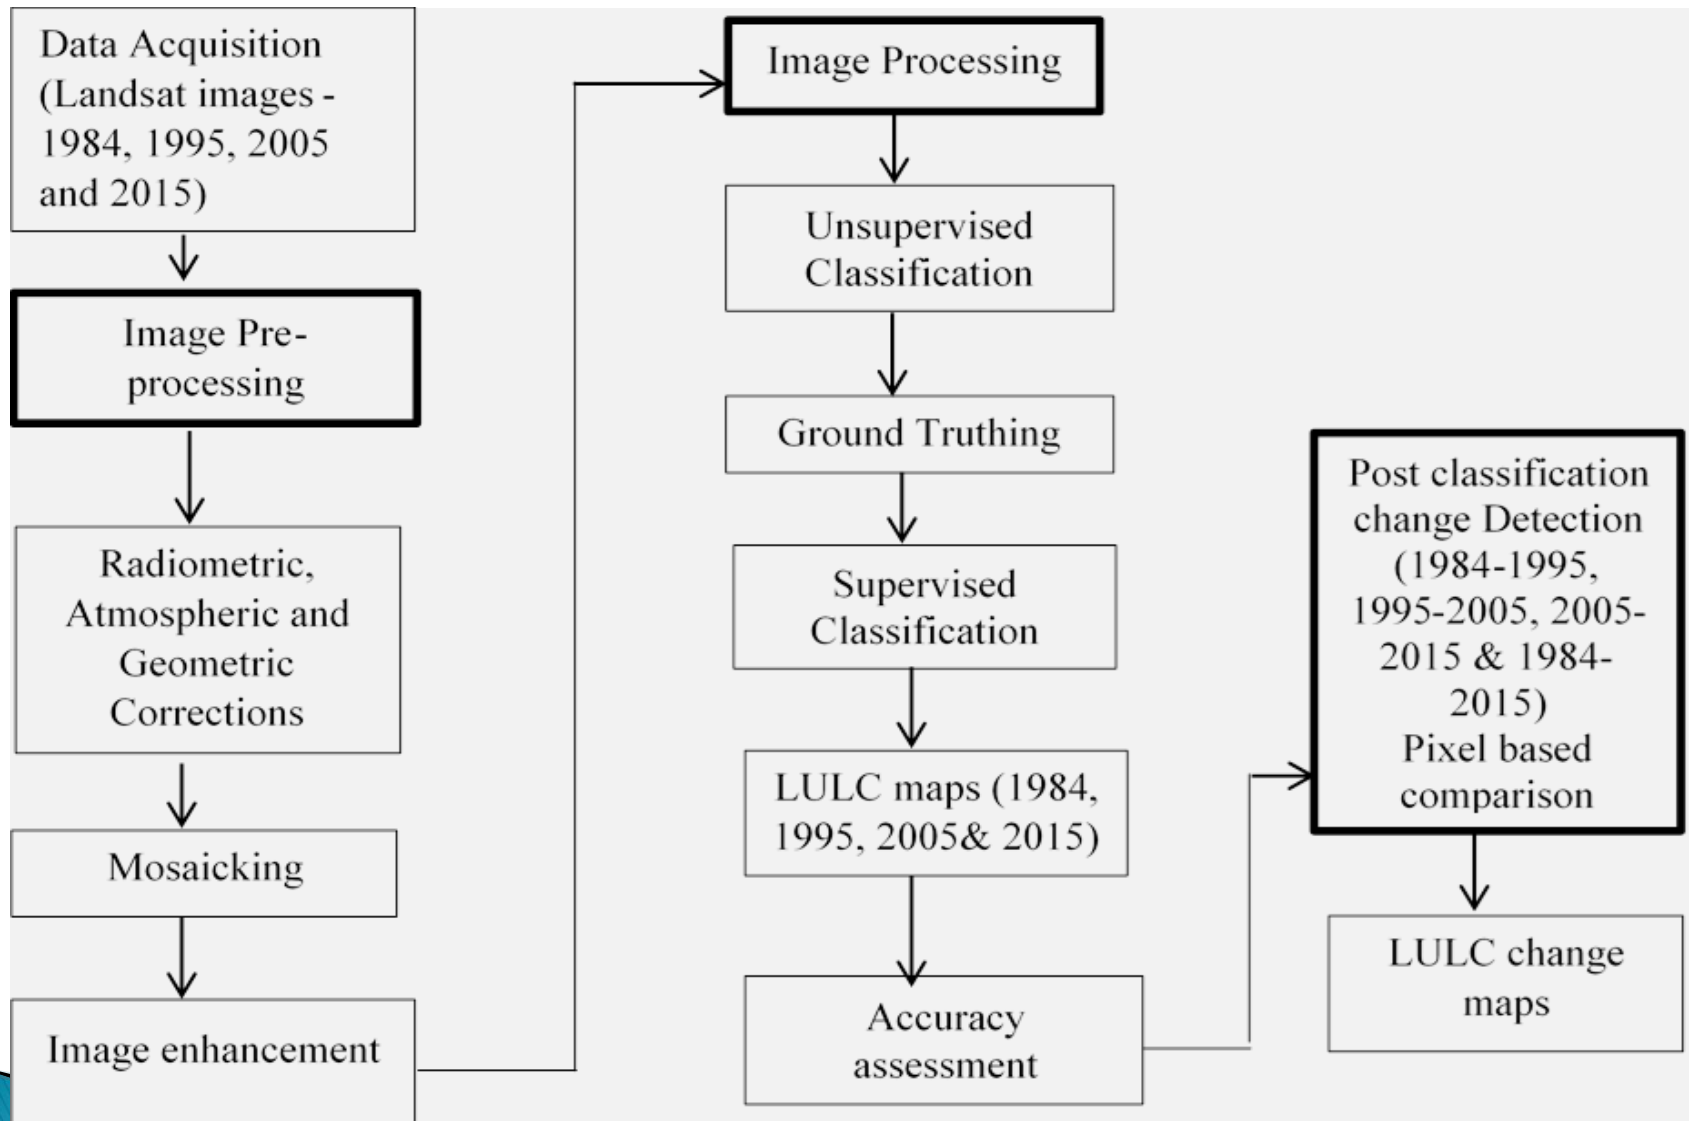 Data Acquisition
(Landsat images -
1984, 1995, 2005
and 2015)
Image Pre-
processing
Radiometric,
Atmospheric and
Geometric
Corrections
Mosaicking
Image enhancement
Image Processing
Unsupervised
Classification
Ground Truthing
Supervised
Classification
LULC maps (1984,
1995, 2005& 2015)
Accuracy
assessment
Post classification
change Detection
(1984-1995,
1995-2005, 2005-
2015 & 1984-
2015)
Pixel based
comparison
LULC change
maps